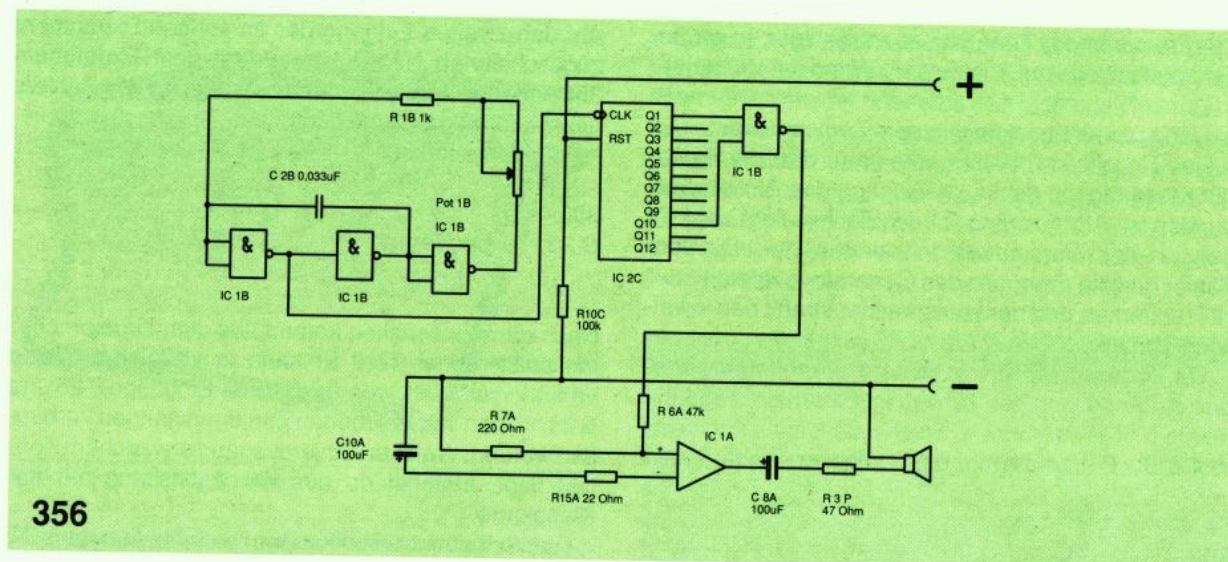 +
R 1B 1k
CLK
Q1
Q2
RST
Q3
Q4
Q5
Q6
Q7
Q8
Q9
Q10
Q11
Q12
&
IC 1B
C 2B 0,033uF
Pot 1B
IC 1B
&
&
&
IC 1B
IC 1B
IC 2C
R10C
100k
−
R 7A
220 Ohm
R 6A 47k
C10A
100uF
+
IC 1A
+
+
R15A 22 Ohm
C 8A
100uF
R 3 P
47 Ohm
356